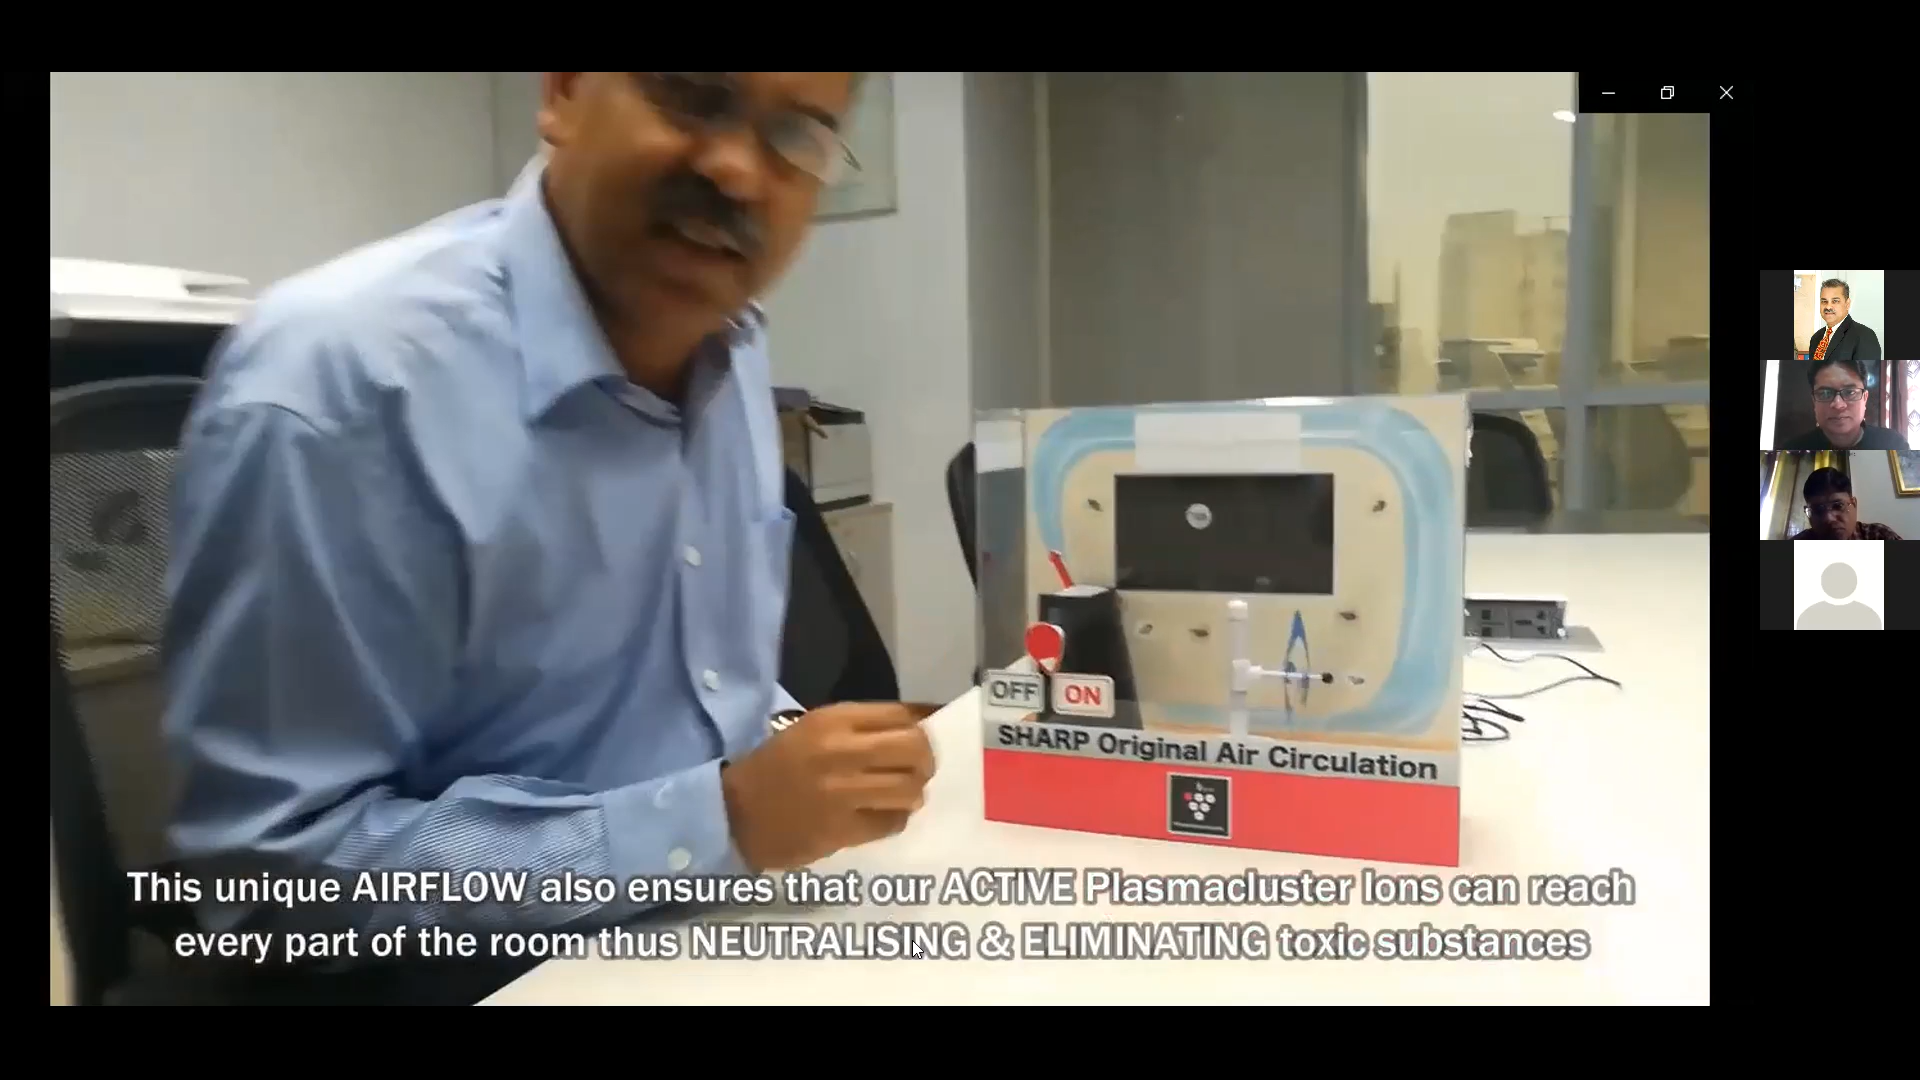 OFF
ON
SHARP Original Air Circulation
This unique AIRFLOW also ensures that our ACTIVE Plasmacluster Ions can reach
every part of the room thus NEUTRALISING & ELIMINATING toxic substances